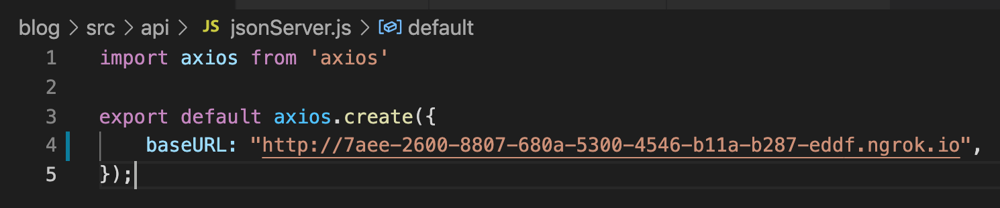 blog > src > api > JS jsonServer.js > default
1 import axios from 'axios'
2
3 export default axios.create({
4     baseURL: "http://7aee-2600-8807-680a-5300-4546-b11a-b287-eddf.ngrok.io",
5 });